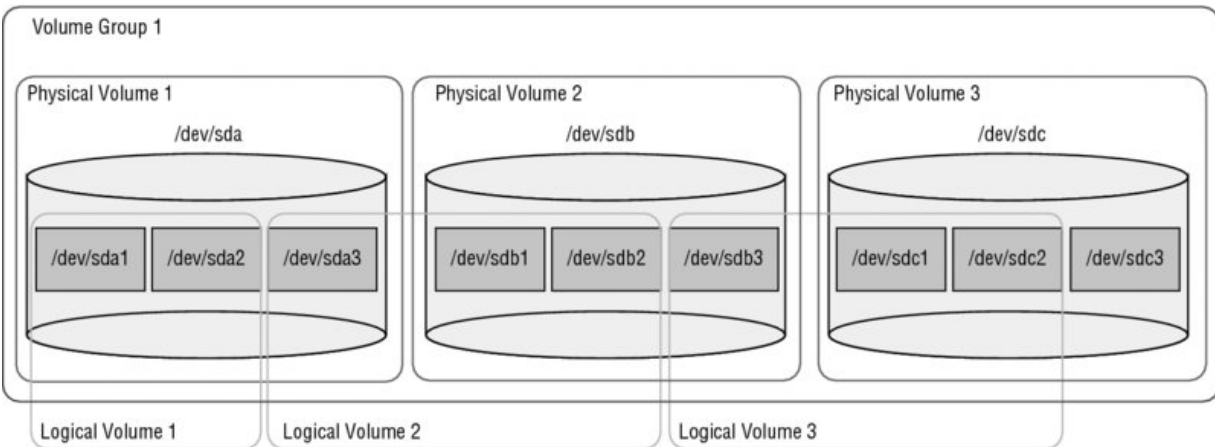 Volume Group 1
Physical Volume 1
Physical Volume 2
Physical Volume 3
/dev/sda
/dev/sdb
/dev/sdc
/dev/sda1
/dev/sda2
/dev/sda3
/dev/sdb1
/dev/sdb2
/dev/sdb3
/dev/sdc1
/dev/sdc2
/dev/sdc3
Logical Volume 1
Logical Volume 2
Logical Volume 3